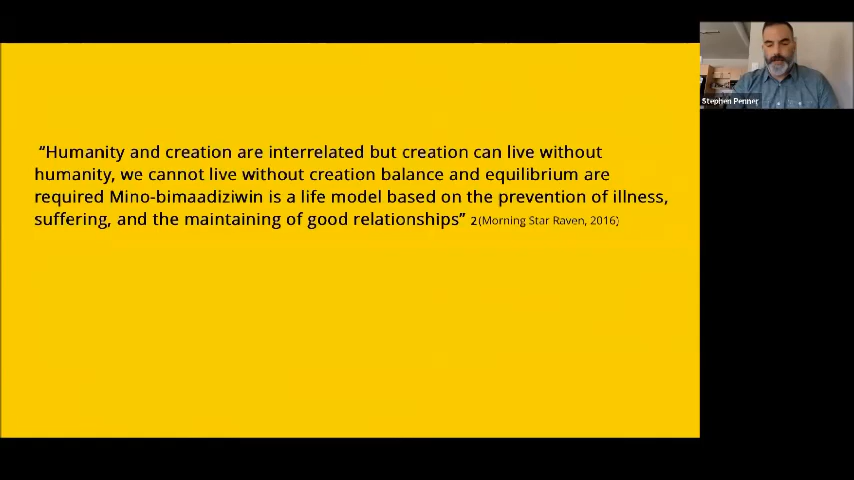 “Humanity and creation are interrelated but creation can live without
humanity, we cannot live without creation balance and equilibrium are
required Mino-bimaadiziwin is a life model based on the prevention of illness,
suffering, and the maintaining of good relationships” 2(Morning Star Raven, 2016)
Stephen Penner